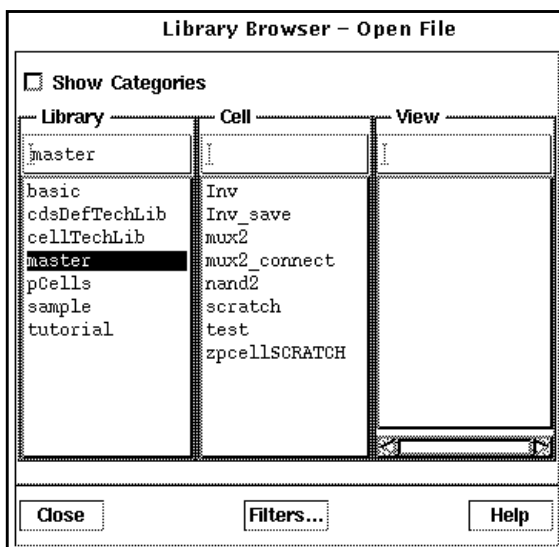 Library Browser – Open File
Show Categories
Library
master
basic
cdsDefTechLib
cellTechLib
master
pCells
sample
tutorial
Cell
Inv
Inv_save
mux2
mux2_connect
nand2
scratch
test
zpcellSCRATCH
View
Close
Filters...
Help